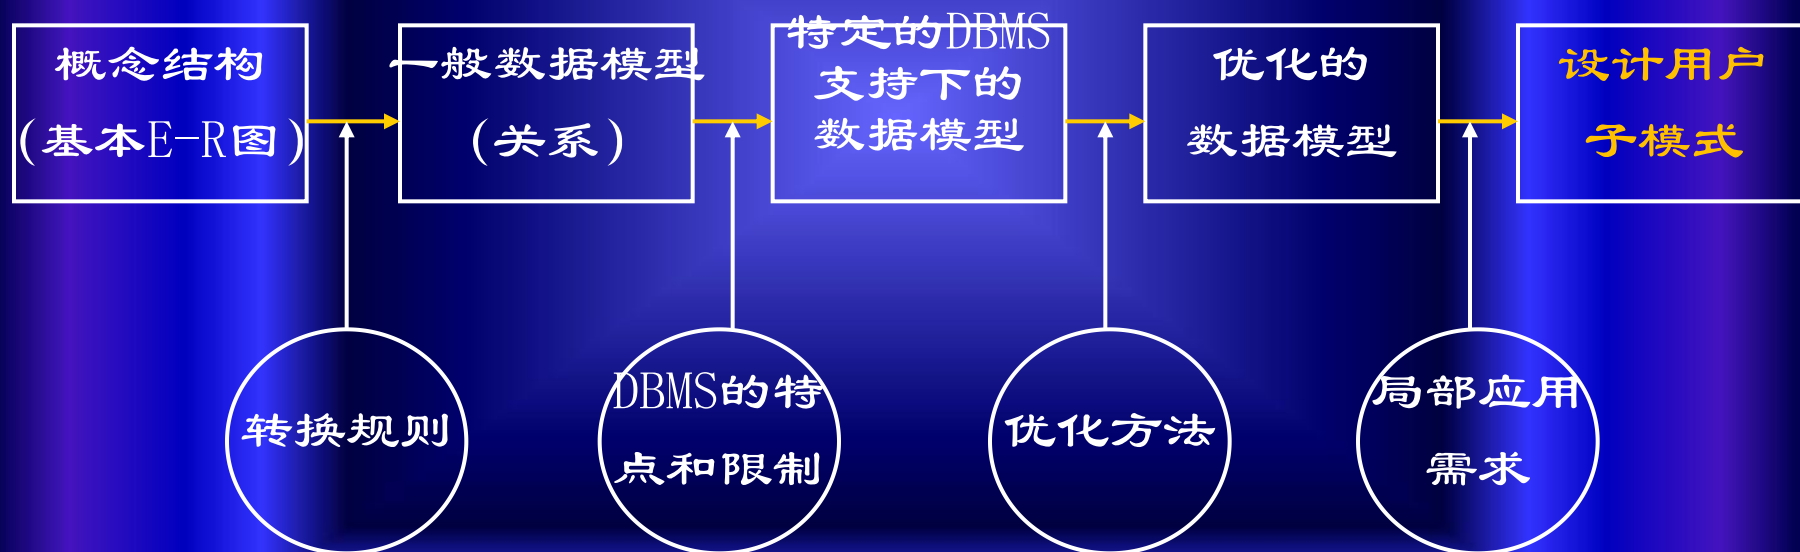 概念结构
(基本E-R图)
一般数据模型
(关系)
特定的DBMS
支持下的
数据模型
优化的
数据模型
设计用户
子模式
转换规则
DBMS的特
点和限制
优化方法
局部应用
需求